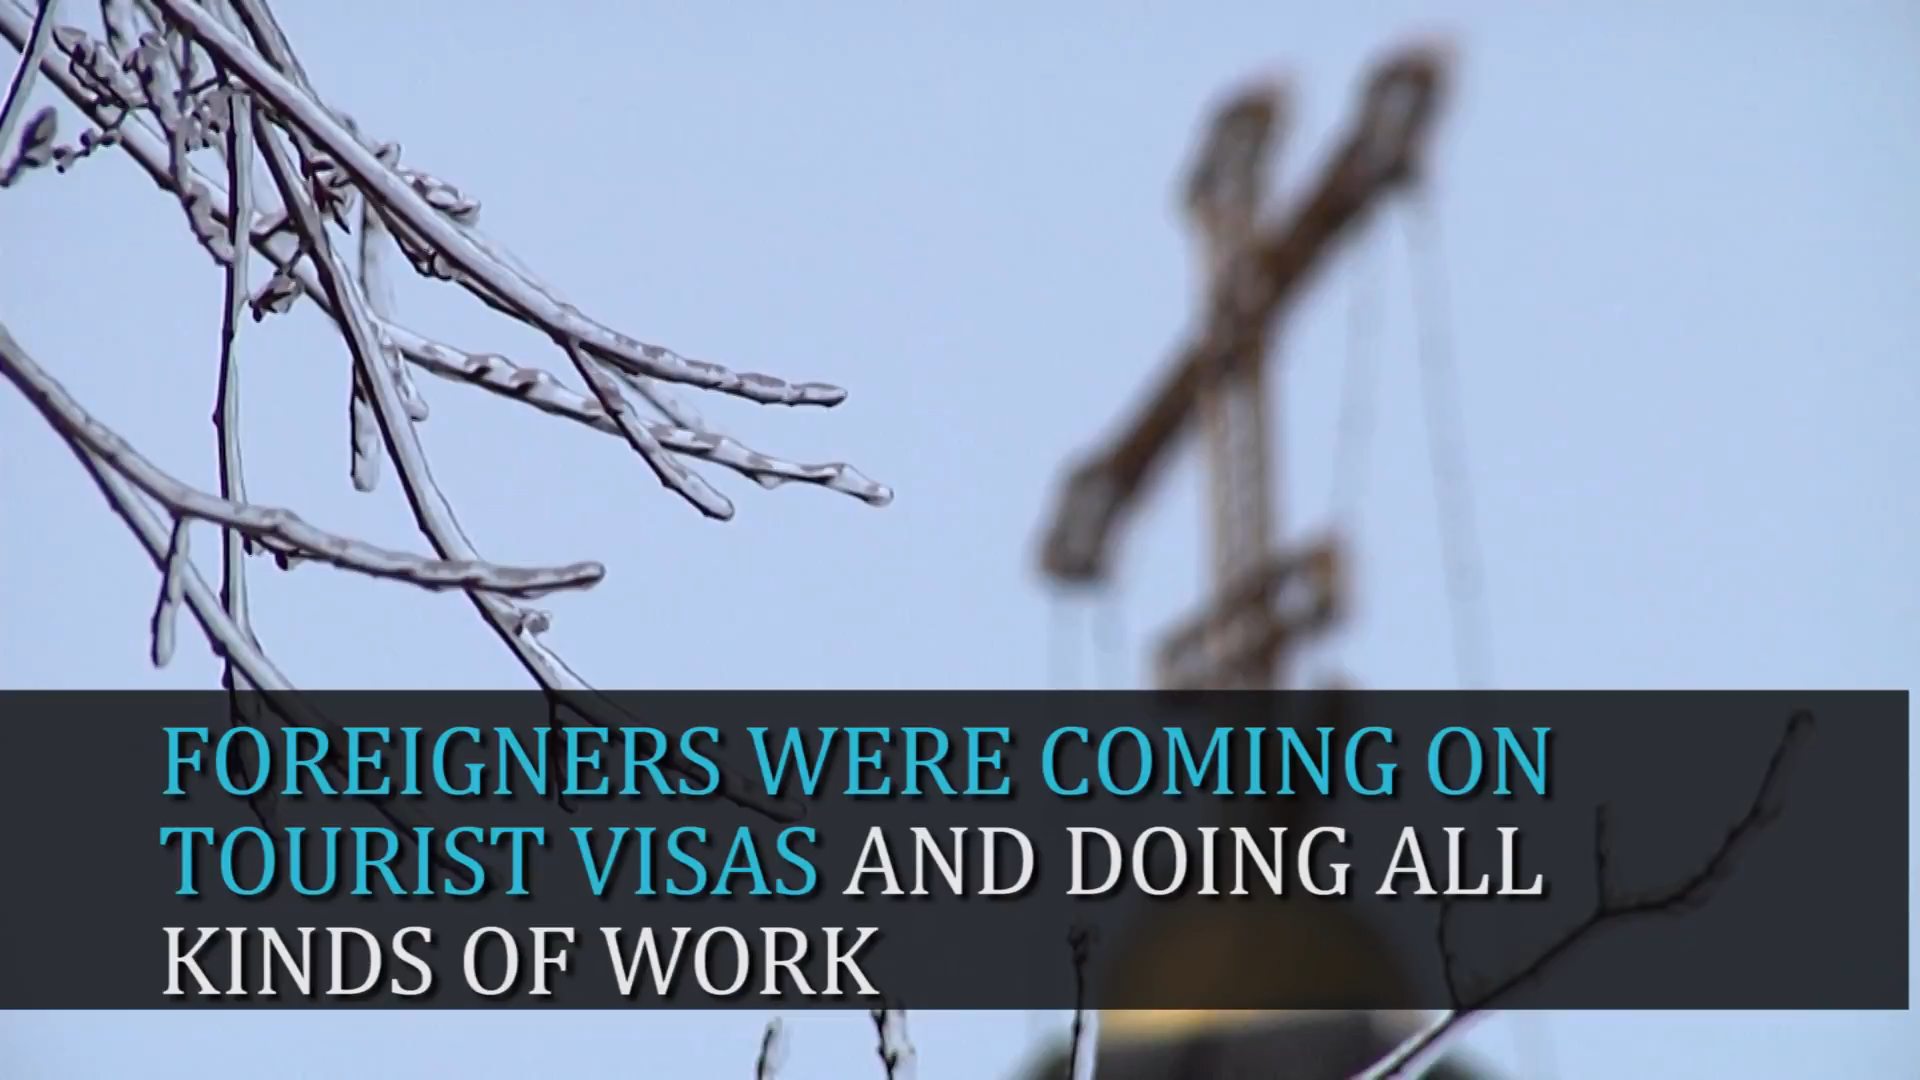 FOREIGNERS WERE COMING ON
TOURIST VISAS AND DOING ALL
KINDS OF WORK